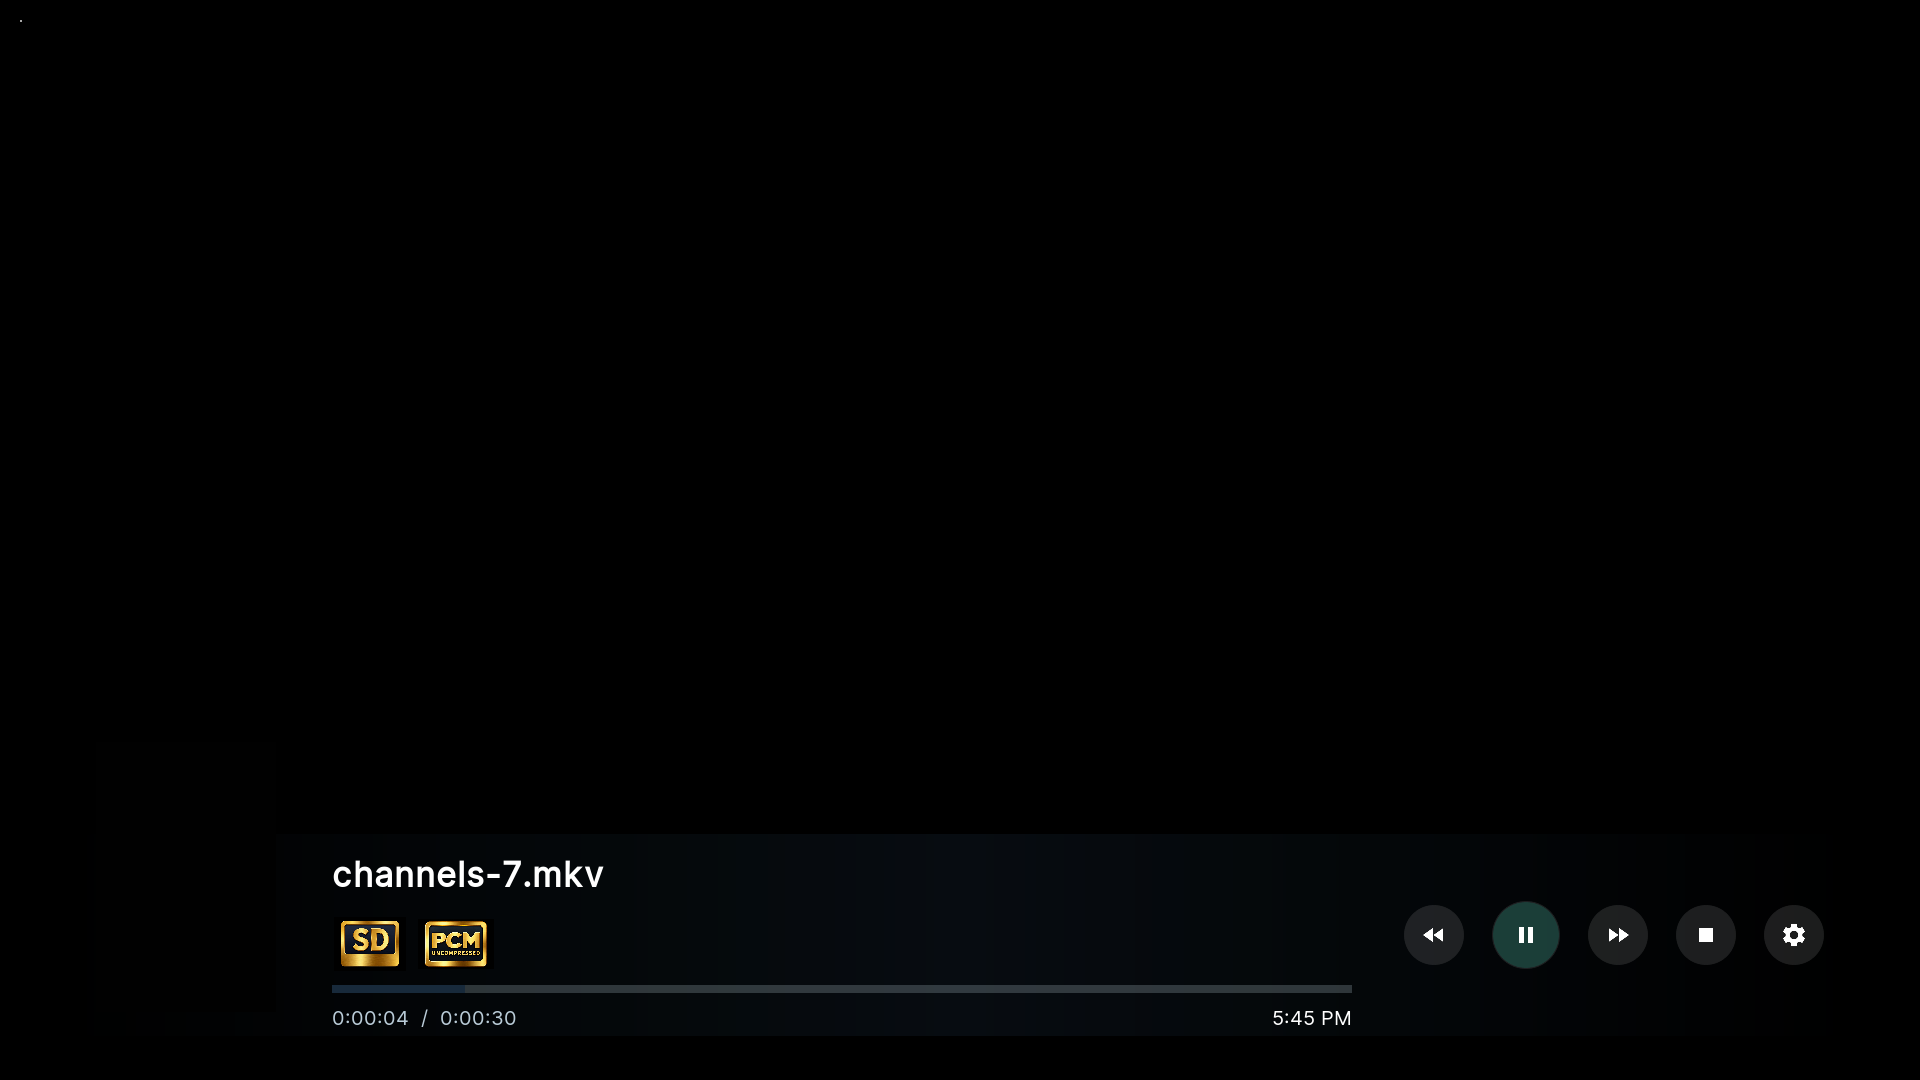 channels-7.mkv
SD
PCM
UNCOMPRESSED
0:00:04 / 0:00:30
5:45 PM